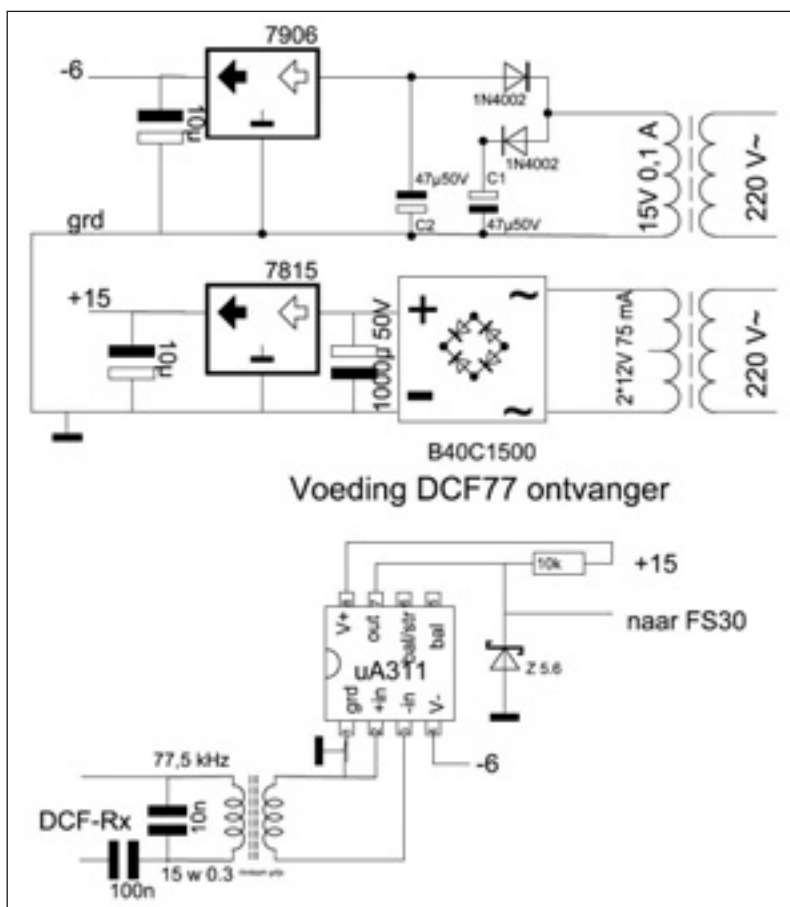 7906
-6
10µ
1N4002
1N4002
47µ50V
C1
C2
47µ50V
15V 0,1 A
220 V~
grd
7815
+15
10µ
1000µ 50V
+
-
~
~
2*12V 75 mA
220 V~
B40C1500
Voeding DCF77 ontvanger
10k
+15
V+
out
bal/str
bal
naar FS30
uA311
Z 5.6
grd
+in
-in
V-
-6
77,5 kHz
DCF-Rx
10n
15 w 0.3
100n